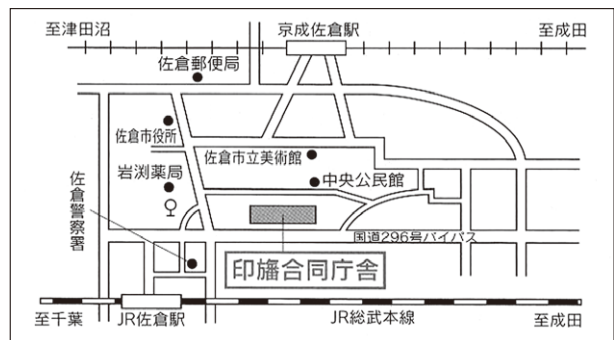 至津田沼
京成佐倉駅
至成田
佐倉郵便局
佐倉市役所
佐倉市立美術館
岩渕薬局
中央公民館
佐倉警察署
国道296号バイパス
印旛合同庁舎
至千葉
JR佐倉駅
JR総武本線
至成田